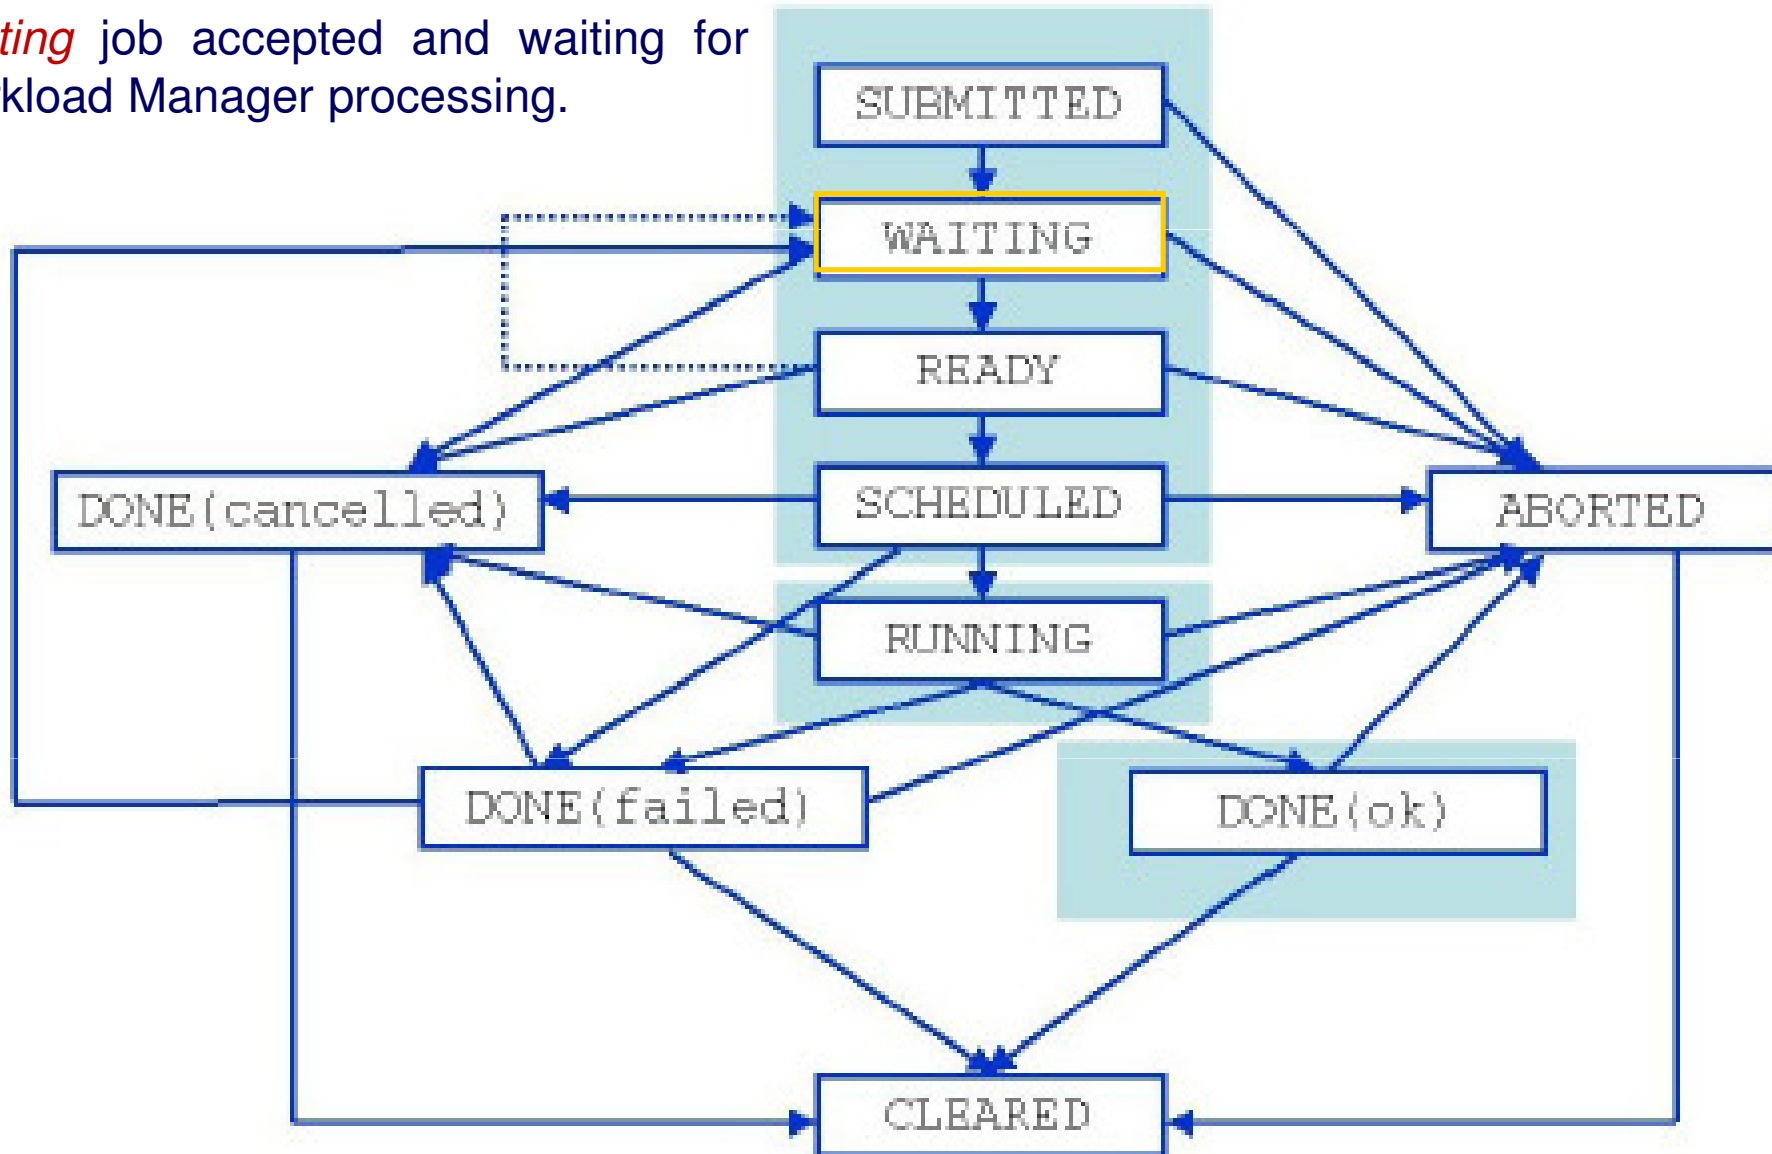 ting job accepted and waiting for
rkload Manager processing.
SUBMITTED
WAITING
READY
SCHEDULED
DONE(cancelled)
ABORTED
RUNNING
DONE(failed)
DONE(ok)
CLEARED